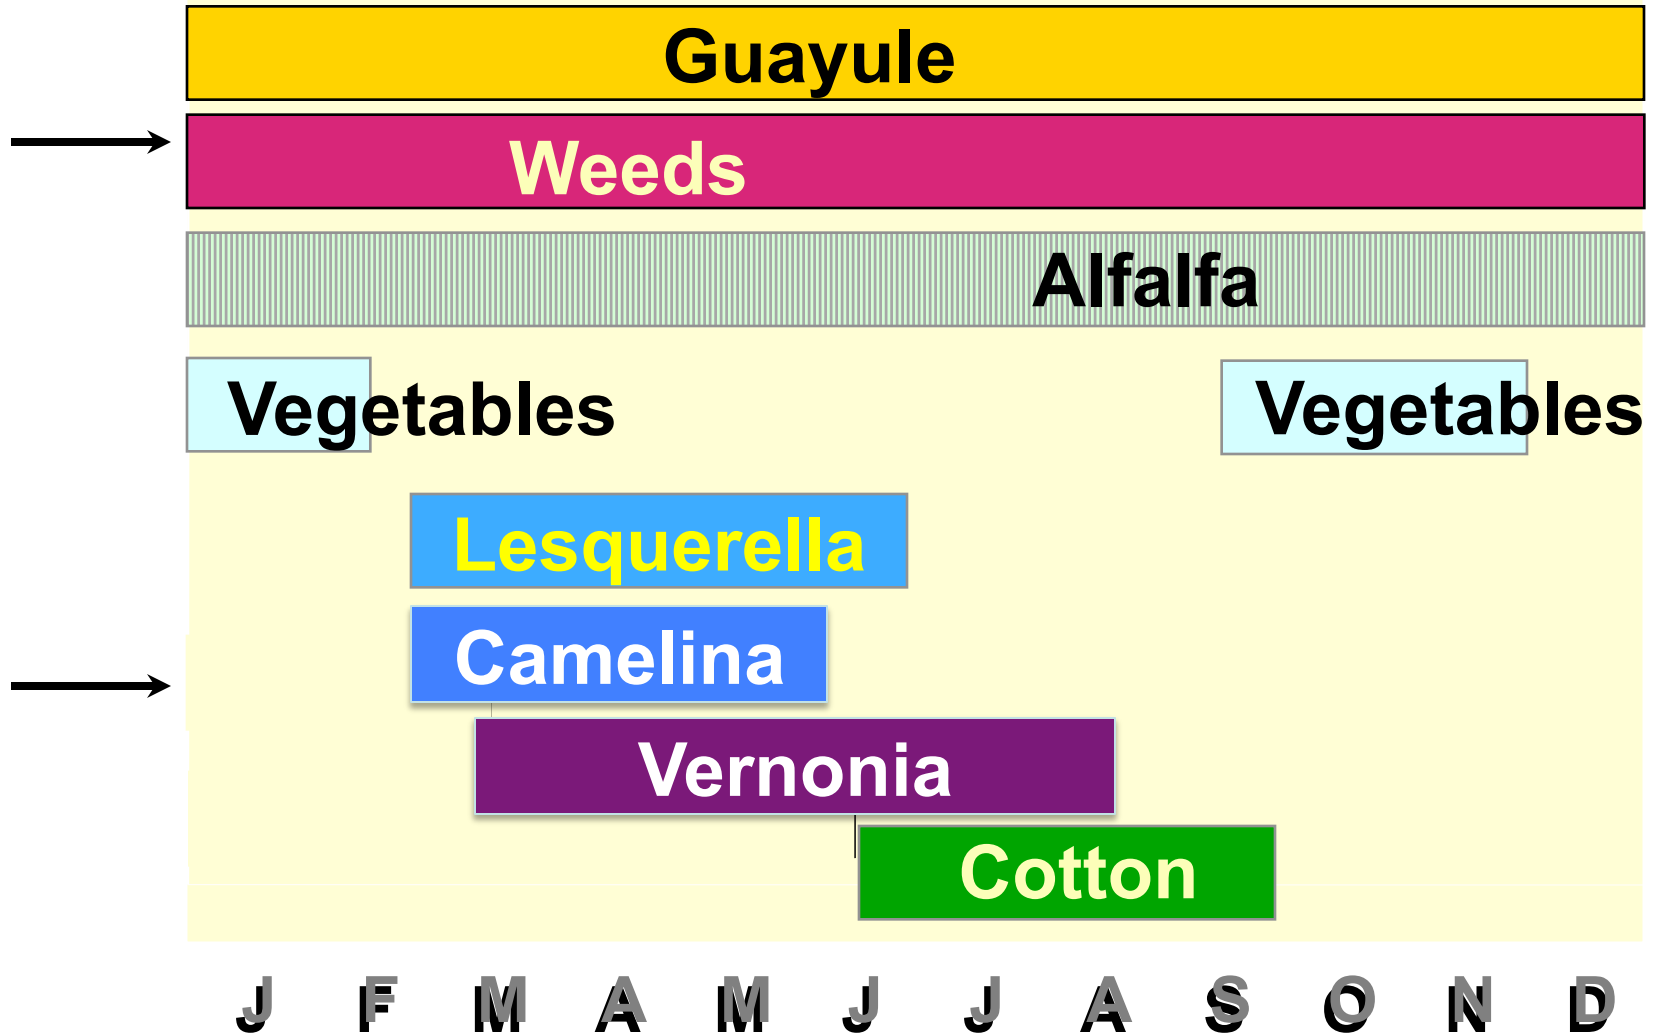 Guayule
Weeds
Alfalfa
Vegetables Vegetables
Lesquerella
Camelina
Vernonia
Cotton
J F M A M J J A S O N D